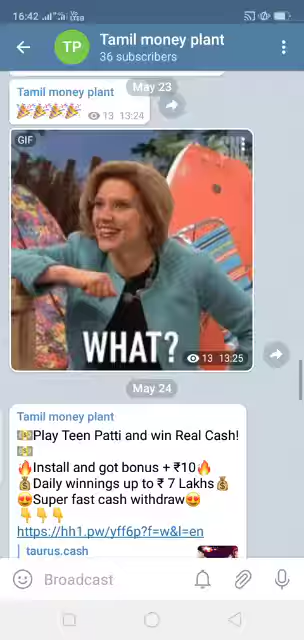 16:42
TP
Tamil money plant
36 subscribers
May 23
Tamil money plant
🎉🎉🎉🎉 13 13:24
GIF
WHAT?
13 13:25
May 24
Tamil money plant
💵Play Teen Patti and win Real Cash!
💵
🔥Install and got bonus + ₹10🔥
💰Daily winnings up to ₹ 7 Lakhs💰
😍Super fast cash withdraw😍
👇👇👇
https://hh1.pw/yff6p?f=w&l=en
taurus.cash
Broadcast